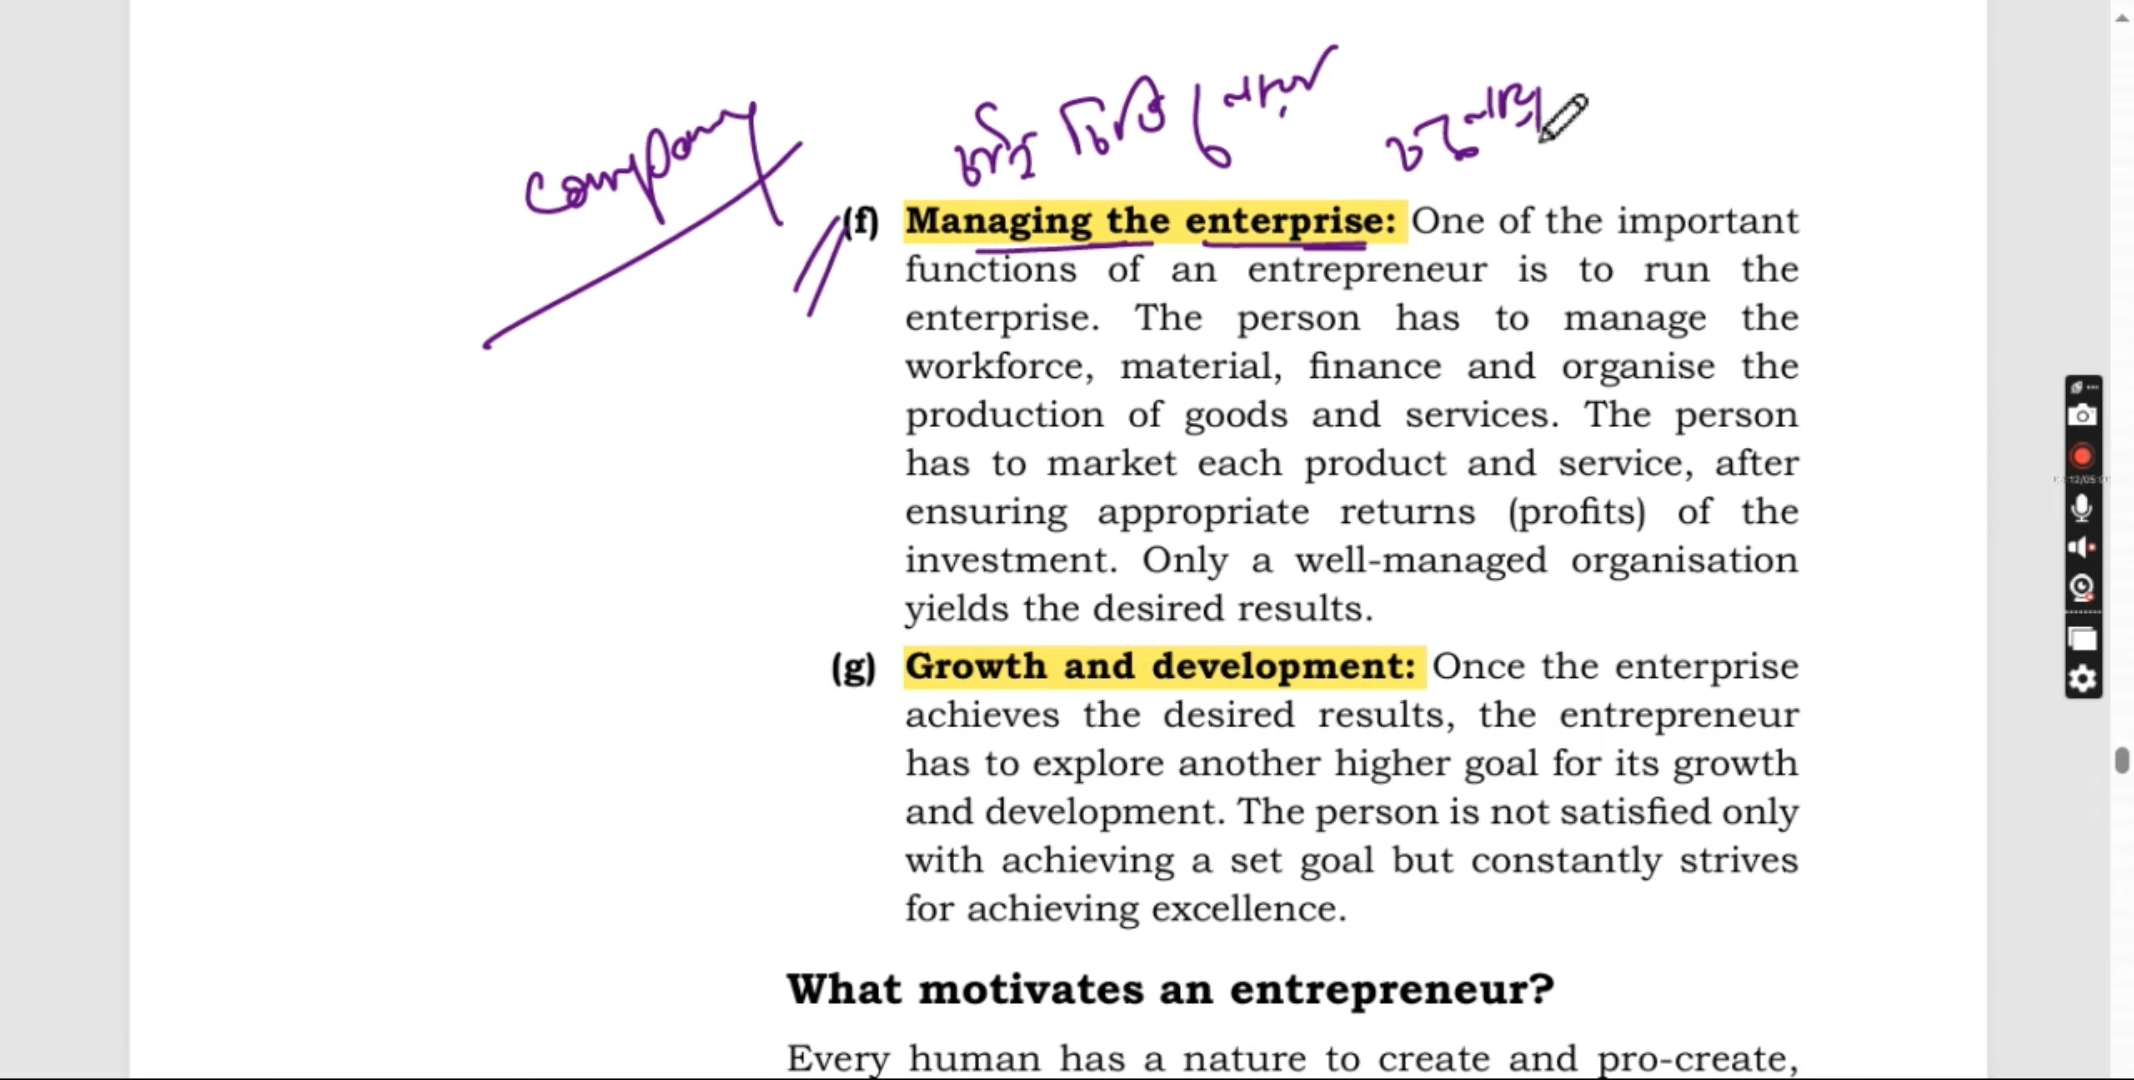 company
(f) Managing the enterprise: One of the important
functions of an entrepreneur is to run the
enterprise. The person has to manage the
workforce, material, finance and organise the
production of goods and services. The person
has to market each product and service, after
ensuring appropriate returns (profits) of the
investment. Only a well-managed organisation
yields the desired results.
(g) Growth and development: Once the enterprise
achieves the desired results, the entrepreneur
has to explore another higher goal for its growth
and development. The person is not satisfied only
with achieving a set goal but constantly strives
for achieving excellence.
What motivates an entrepreneur?
Every human has a nature to create and pro-create,